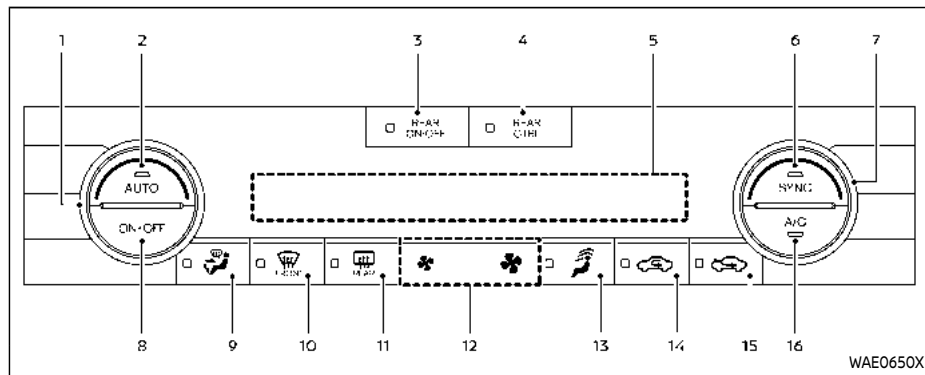 1 2 3 4 5 6 7
REAR ON·OFF
REAR CTRL
AUTO
ON·OFF
SYNC
A/C
FRONT
REAR
8 9 10 11 12 13 14 15 16
WAE0650X